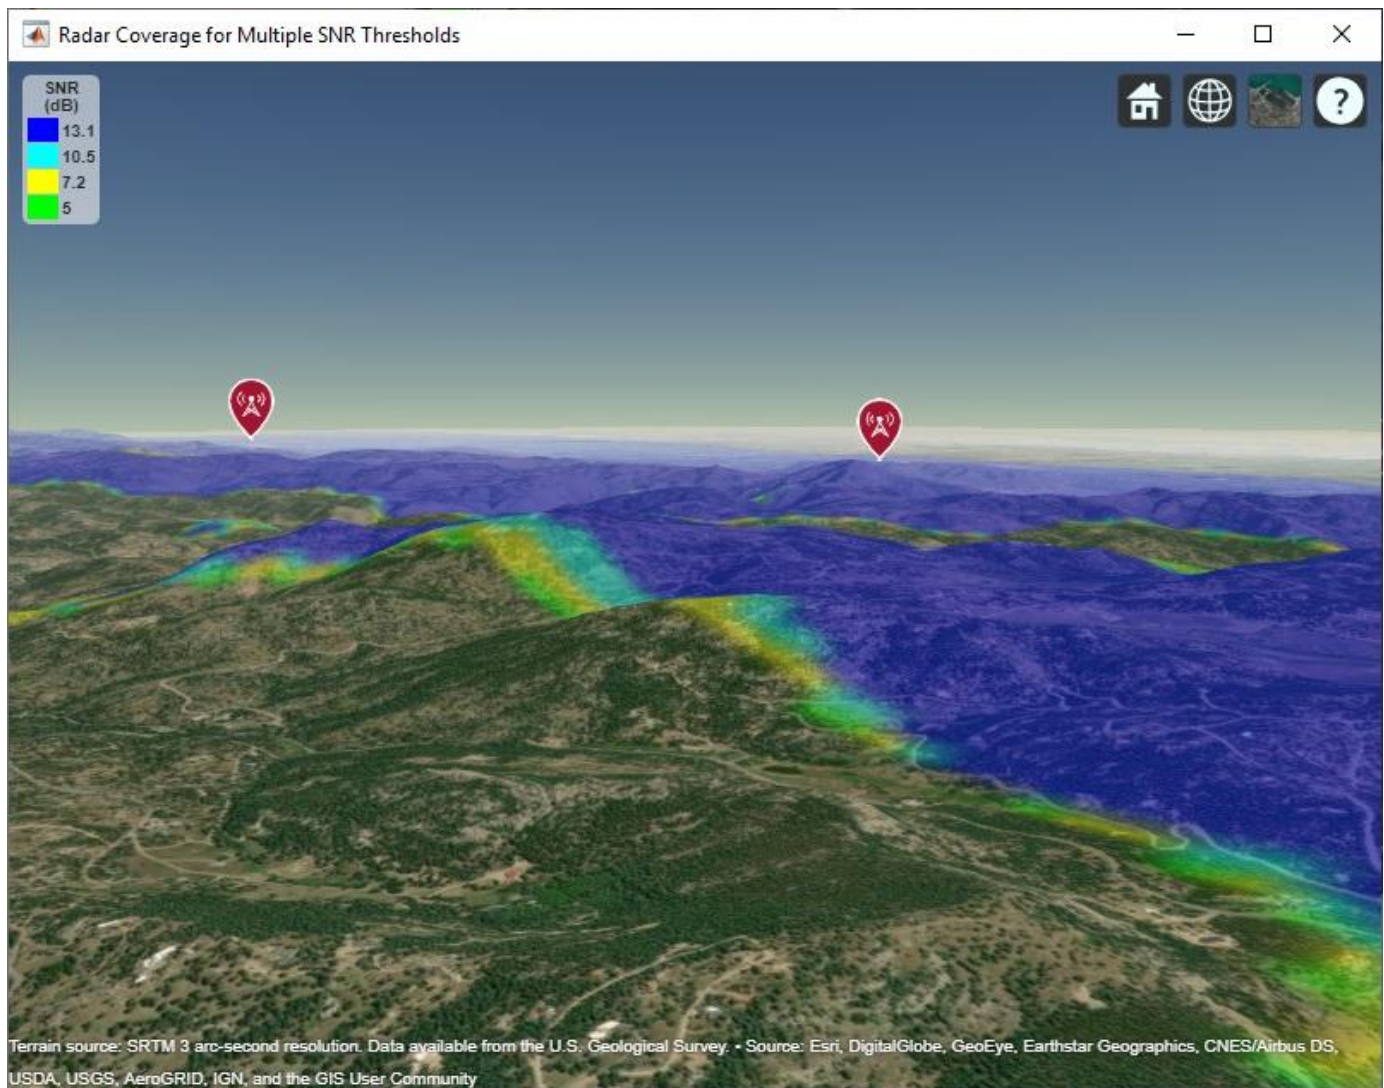 Radar Coverage for Multiple SNR Thresholds
SNR
(dB)
13.1
10.5
7.2
5
?
Terrain source: SRTM 3 arc-second resolution. Data available from the U.S. Geological Survey. • Source: Esri, DigitalGlobe, GeoEye, Earthstar Geographics, CNES/Airbus DS,
USDA, USGS, AeroGRID, IGN, and the GIS User Community